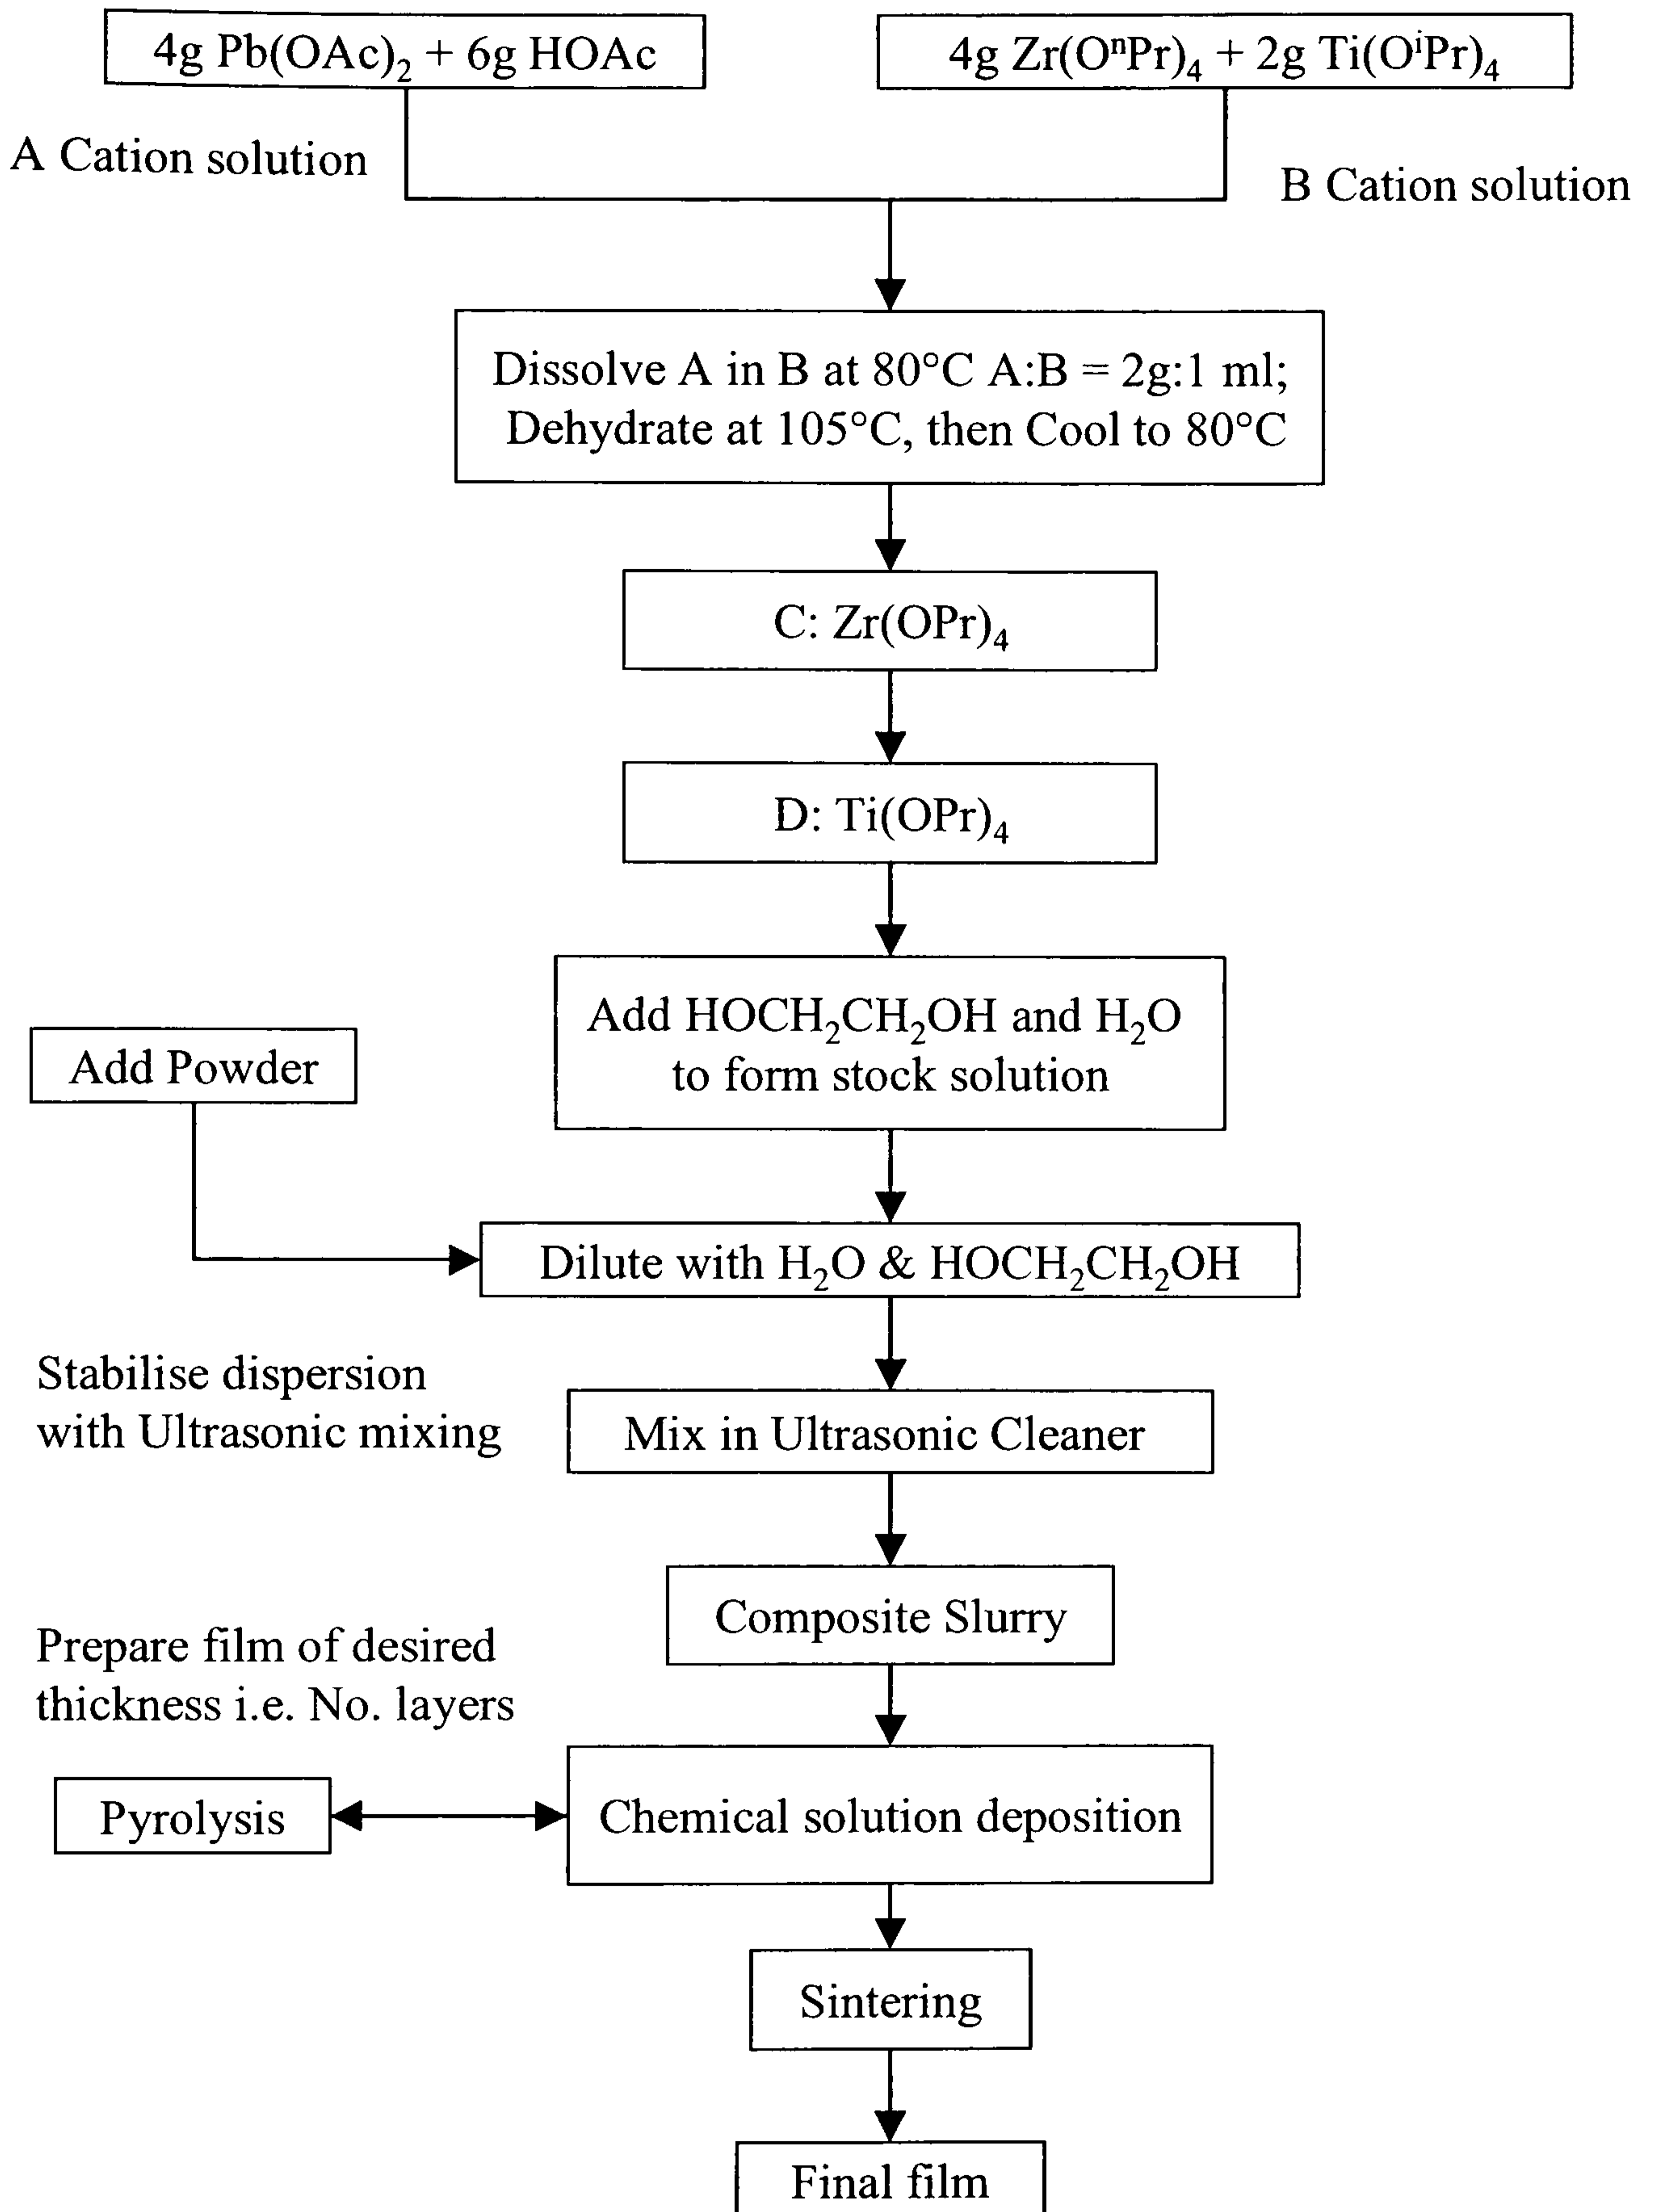 4g Pb(OAc)₂ + 6g HOAc
4g Zr(OⁿPr)₄ + 2g Ti(OⁱPr)₄
A Cation solution
B Cation solution
Dissolve A in B at 80°C A:B = 2g:1 ml;
Dehydrate at 105°C, then Cool to 80°C
C: Zr(OPr)₄
D: Ti(OPr)₄
Add HOCH₂CH₂OH and H₂O
to form stock solution
Add Powder
Dilute with H₂O & HOCH₂CH₂OH
Stabilise dispersion
with Ultrasonic mixing
Mix in Ultrasonic Cleaner
Composite Slurry
Prepare film of desired
thickness i.e. No. layers
Pyrolysis
Chemical solution deposition
Sintering
Final film